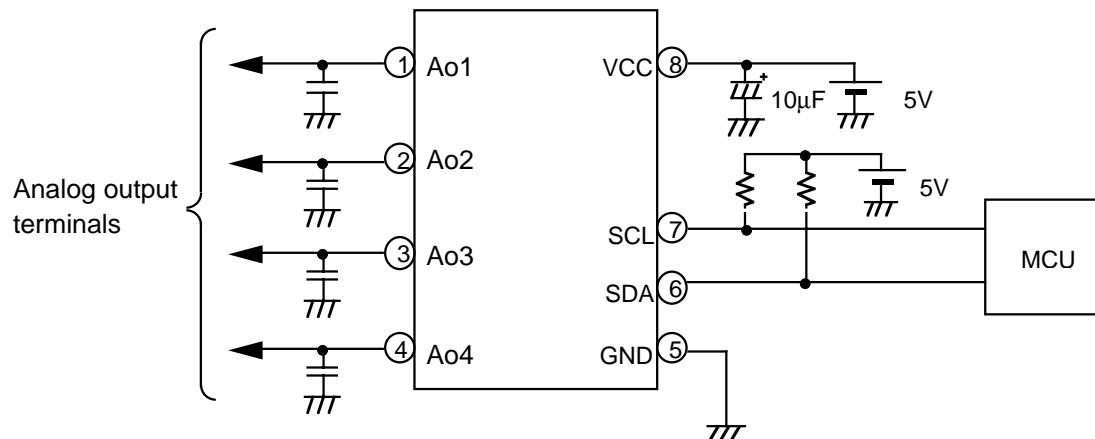 Analog output
terminals
1 Ao1
2 Ao2
3 Ao3
4 Ao4
VCC 8
+
10μF
5V
5V
SCL 7
SDA 6
GND 5
MCU